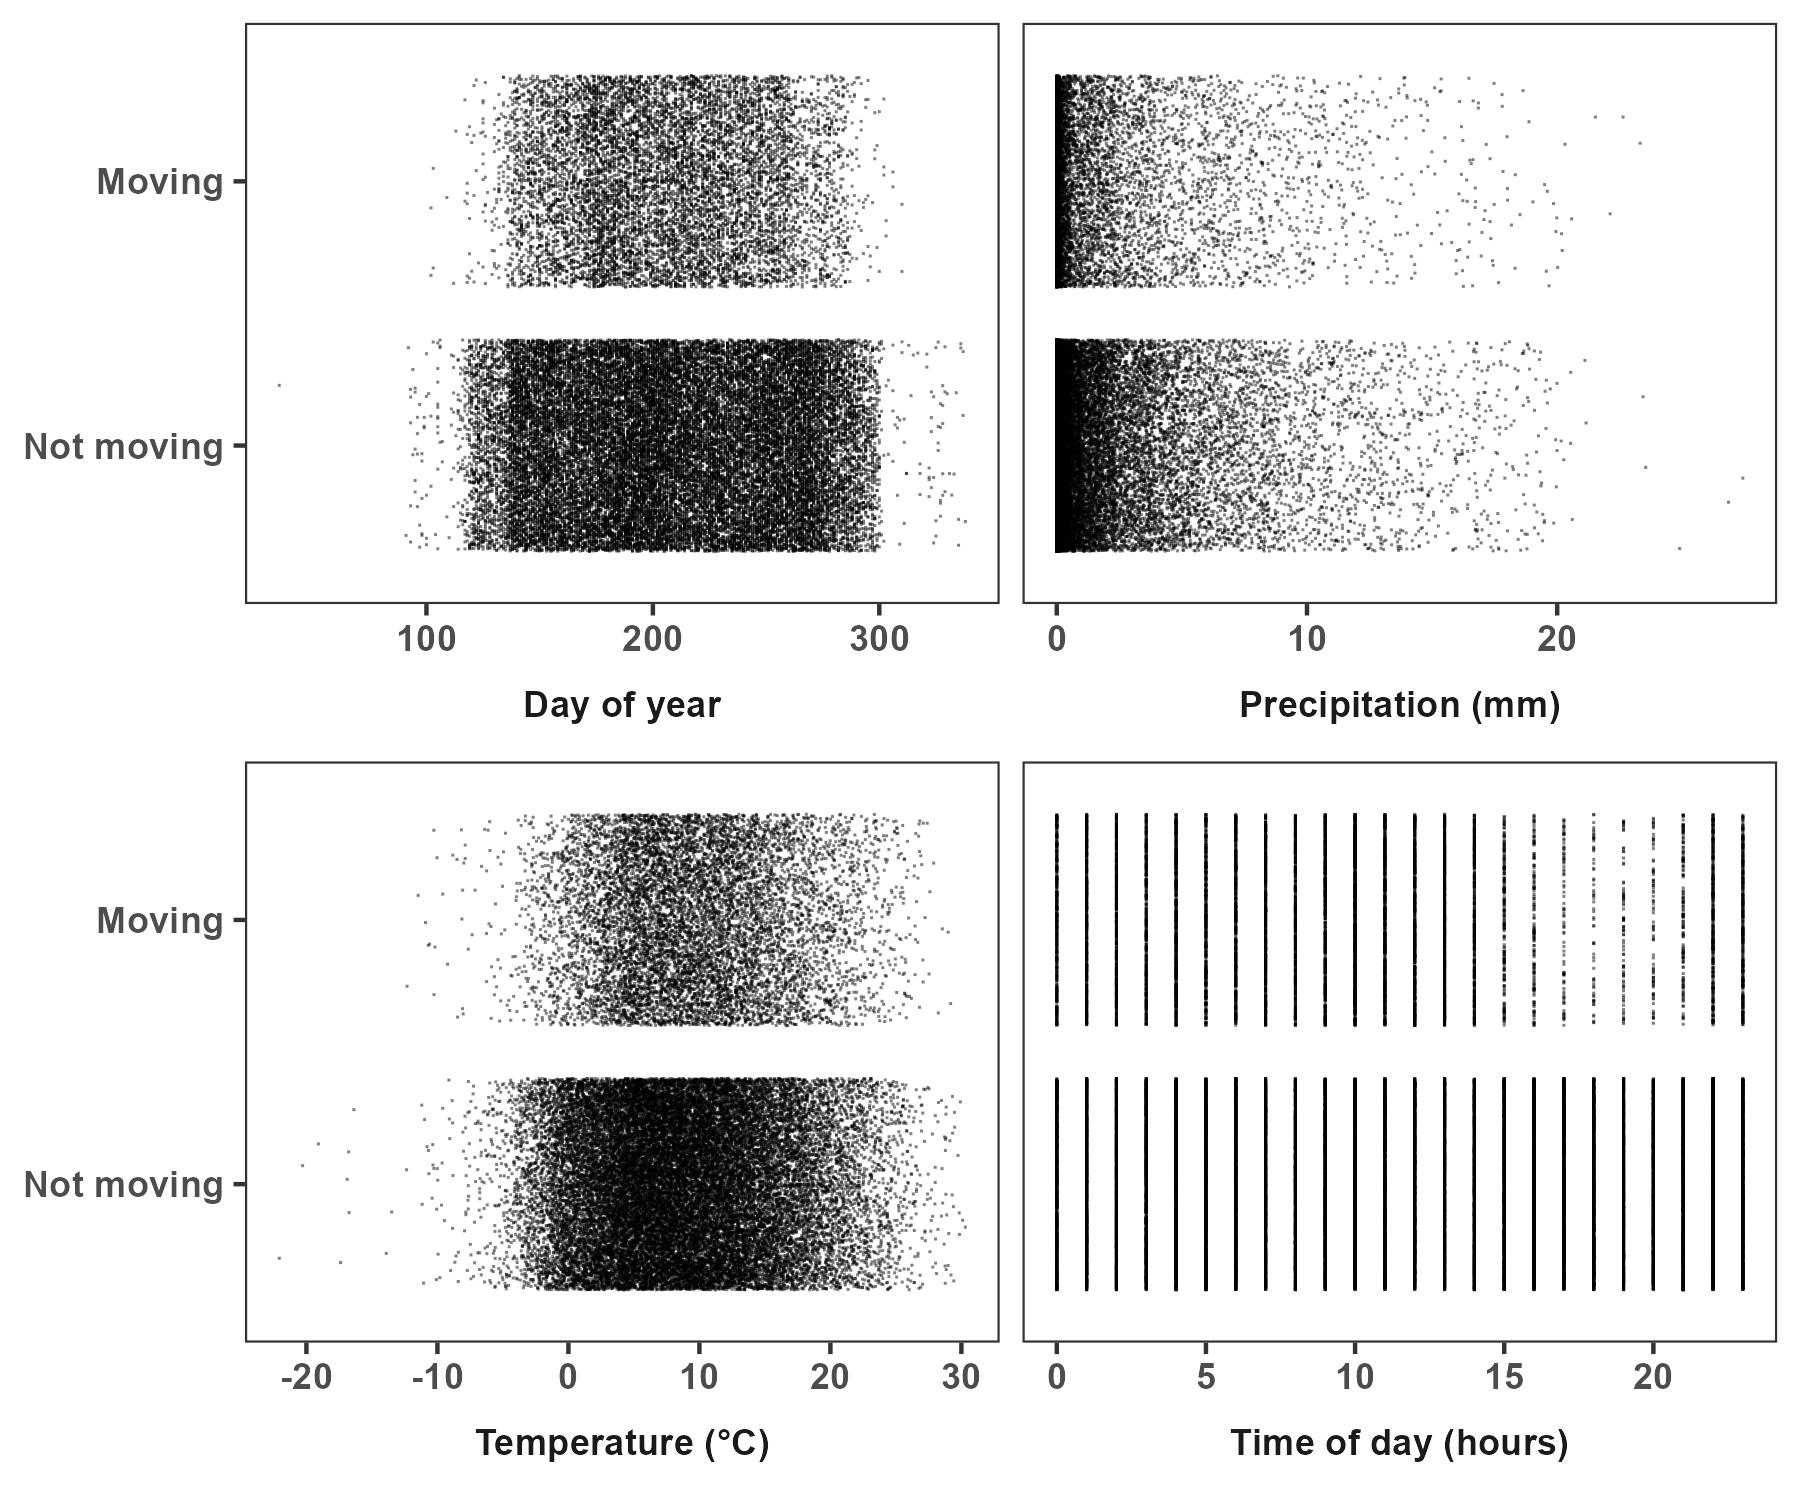 Moving
Not moving
100 200 300
0 10 20
Day of year
Precipitation (mm)
Moving
Not moving
-20 -10 0 10 20 30
0 5 10 15 20
Temperature (°C)
Time of day (hours)